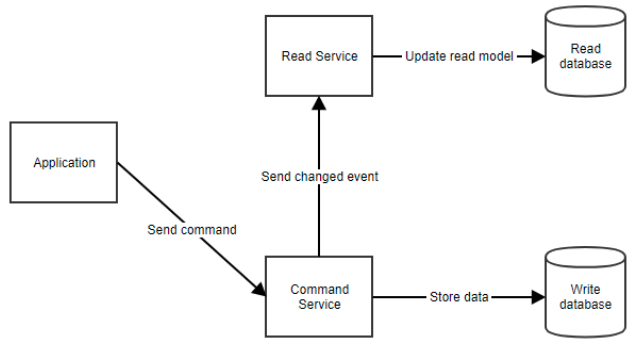 Read Service
Update read model
Read
database
Application
Send changed event
Send command
Command
Service
Store data
Write
database